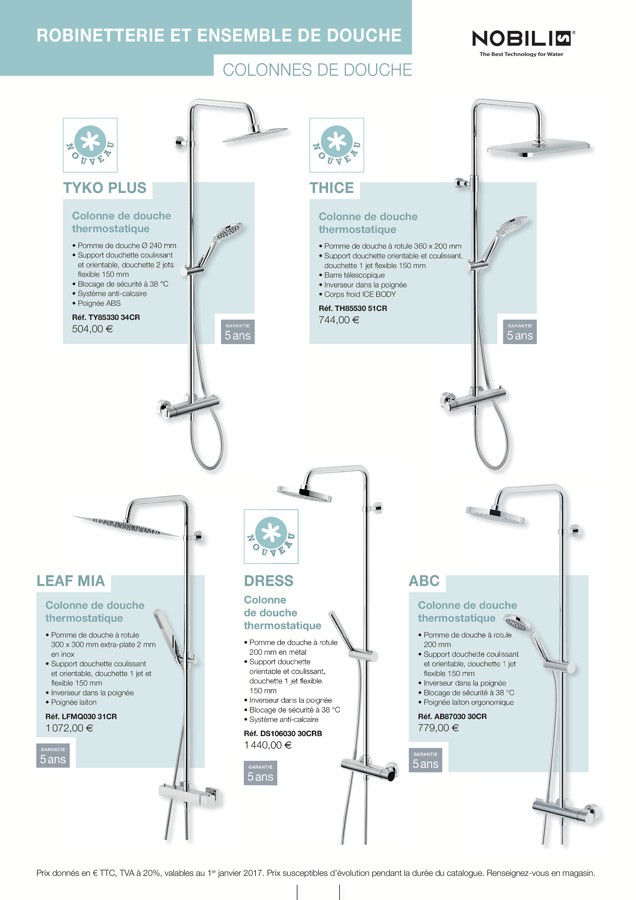 ROBINETTERIE ET ENSEMBLE DE DOUCHE
COLONNES DE DOUCHE
NOBILIS®
The Best Technology for Water
NOUVEAU
TYKO PLUS
Colonne de douche
thermostatique
• Pomme de douche Ø 240 mm
• Support douchette coulissant
et orientable, douchette 2 jets
flexible 150 mm
• Blocage de sécurité à 38 °C
• Système anti-calcaire
• Poignée ABS
Réf. TY85330 34CR
504,00 €
GARANTIE
5 ans
NOUVEAU
THICE
Colonne de douche
thermostatique
• Pomme de douche à rotule 360 x 200 mm
• Support douchette orientable et coulissant,
douchette 1 jet flexible 150 mm
• Barre télescopique
• Inverseur dans la poignée
• Corps froid ICE BODY
Réf. TH85530 51CR
744,00 €
GARANTIE
5 ans
LEAF MIA
Colonne de douche
thermostatique
• Pomme de douche à rotule
300 x 300 mm extra-plate 2 mm
en inox
• Support douchette coulissant
et orientable, douchette 1 jet et
flexible 150 mm
• Inverseur dans la poignée
• Poignée laiton
Réf. LFMQ030 31CR
1 072,00 €
GARANTIE
5 ans
NOUVEAU
DRESS
Colonne
de douche
thermostatique
• Pomme de douche à rotule
200 mm en métal
• Support douchette
orientable et coulissant,
douchette 1 jet flexible
150 mm
• Inverseur dans la poignée
• Blocage de sécurité à 38 °C
• Système anti-calcaire
Réf. DS106030 30CRB
1 440,00 €
GARANTIE
5 ans
ABC
Colonne de douche
thermostatique
• Pomme de douche à rotule
200 mm
• Support douchette coulissant
et orientable, douchette 1 jet
flexible 150 mm
• Inverseur dans la poignée
• Blocage de sécurité à 38 °C
• Poignée laiton ergonomique
Réf. AB87030 30CR
779,00 €
GARANTIE
5 ans
Prix donnés en € TTC, TVA à 20%, valables au 1er janvier 2017. Prix susceptibles d'évolution pendant la durée du catalogue. Renseignez-vous en magasin.